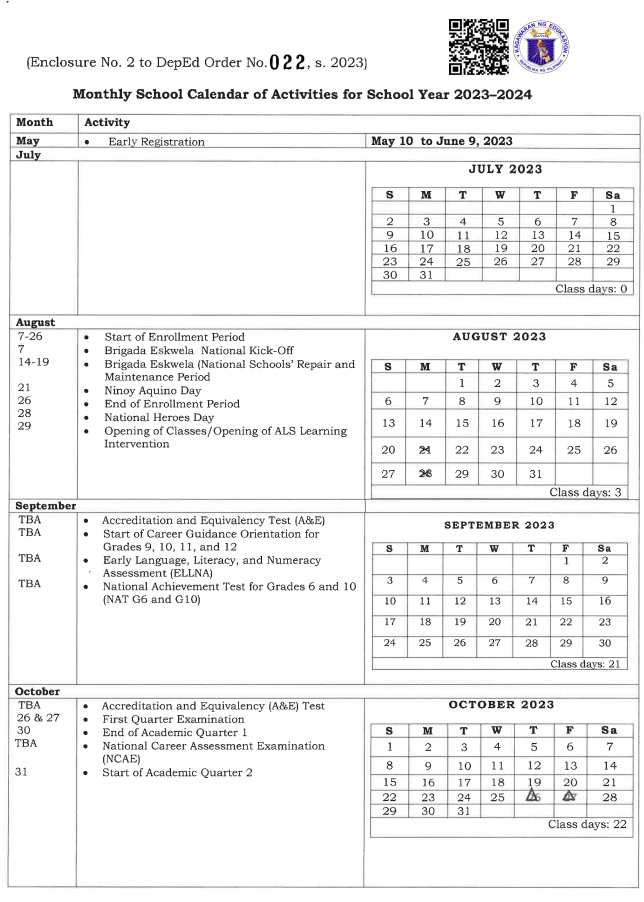 KAGAWARAN NG EDUKASYON
REPUBLIKA NG PILIPINAS
(Enclosure No. 2 to DepEd Order No. 022, s. 2023)
Monthly School Calendar of Activities for School Year 2023–2024
Month Activity
May • Early Registration May 10 to June 9, 2023
July
JULY 2023
S M T W T F Sa
1
2 3 4 5 6 7 8
9 10 11 12 13 14 15
16 17 18 19 20 21 22
23 24 25 26 27 28 29
30 31
Class days: 0
August
7-26 • Start of Enrollment Period
7 • Brigada Eskwela National Kick-Off
14-19 • Brigada Eskwela (National Schools' Repair and
Maintenance Period
21 • Ninoy Aquino Day
26 • End of Enrollment Period
28 • National Heroes Day
29 • Opening of Classes/Opening of ALS Learning
Intervention
AUGUST 2023
S M T W T F Sa
1 2 3 4 5
6 7 8 9 10 11 12
13 14 15 16 17 18 19
20 21 22 23 24 25 26
27 28 29 30 31
Class days: 3
September
TBA • Accreditation and Equivalency Test (A&E)
TBA • Start of Career Guidance Orientation for
Grades 9, 10, 11, and 12
TBA • Early Language, Literacy, and Numeracy
Assessment (ELLNA)
TBA • National Achievement Test for Grades 6 and 10
(NAT G6 and G10)
SEPTEMBER 2023
S M T W T F Sa
1 2
3 4 5 6 7 8 9
10 11 12 13 14 15 16
17 18 19 20 21 22 23
24 25 26 27 28 29 30
Class days: 21
October
TBA • Accreditation and Equivalency (A&E) Test
26 & 27 • First Quarter Examination
30 • End of Academic Quarter 1
TBA • National Career Assessment Examination
(NCAE)
31 • Start of Academic Quarter 2
OCTOBER 2023
S M T W T F Sa
1 2 3 4 5 6 7
8 9 10 11 12 13 14
15 16 17 18 19 20 21
22 23 24 25 28
29 30 31
Class days: 22